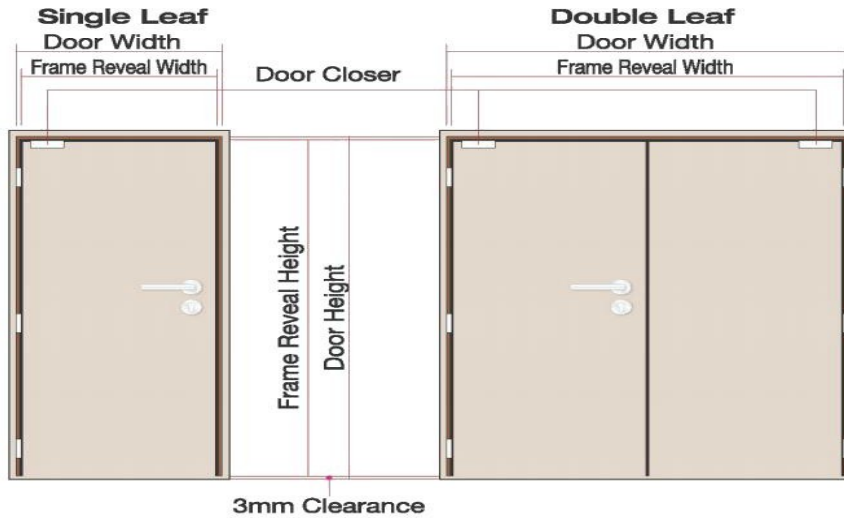 Single Leaf
Door Width
Frame Reveal Width
Door Closer
Double Leaf
Door Width
Frame Reveal Width
Frame Reveal Height
Door Height
3mm Clearance